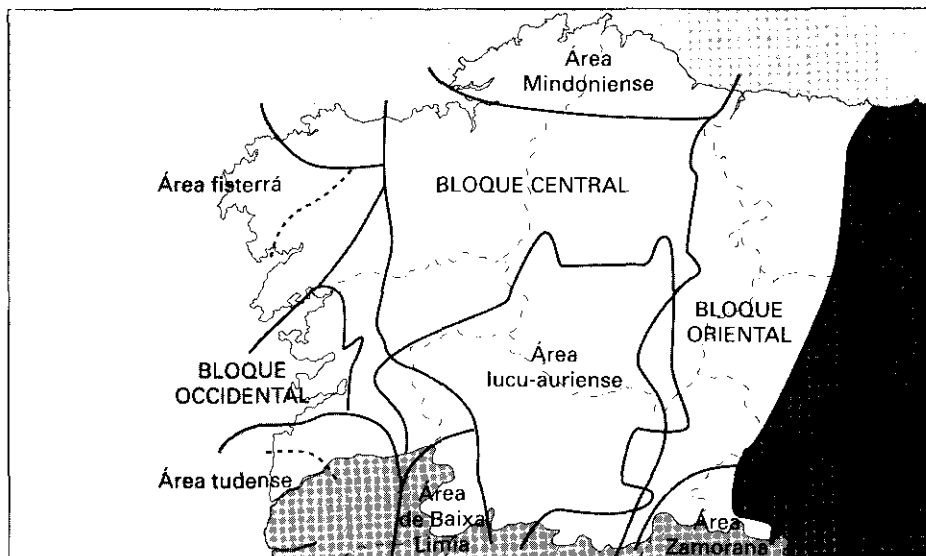 Área
Mindoniense
Área fisterrá
BLOQUE CENTRAL
BLOQUE
ORIENTAL
BLOQUE
OCCIDENTAL
Área
lucu-auriense
Área tudense
Área
de Baixa
Limia
Área
Zamorana